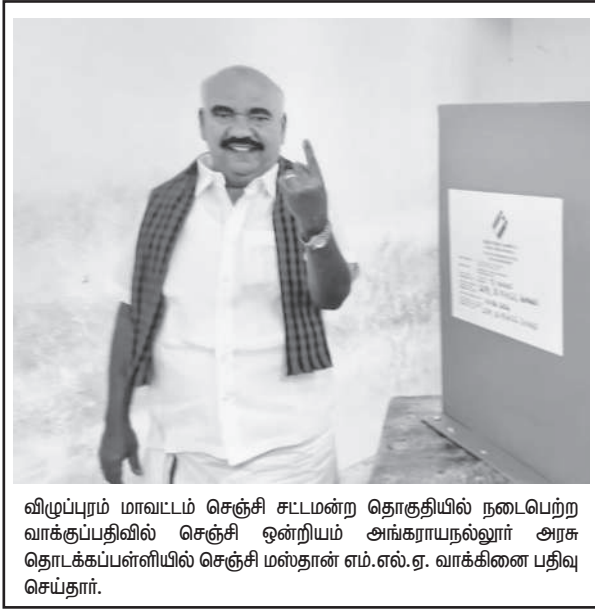 விழுப்புரம் மாவட்டம் செஞ்சி சட்டமன்ற தொகுதியில் நடைபெற்ற
வாக்குப்பதிவில் செஞ்சி ஒன்றியம் அங்கராயநல்லூர் அரசு
தொடக்கப்பள்ளியில் செஞ்சி மஸ்தான் எம்.எல்.ஏ. வாக்கினை பதிவு
செய்தார்.